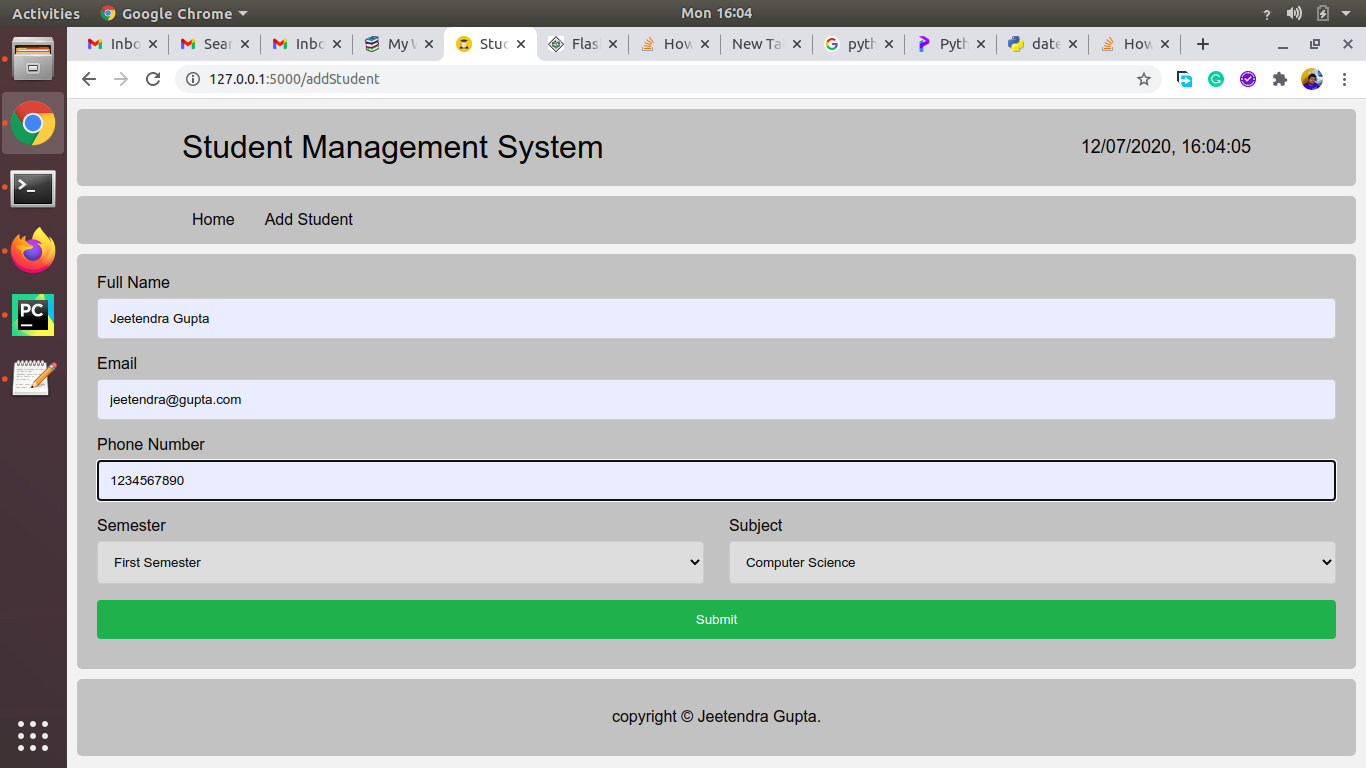 Activities Google Chrome Mon 16:04 ?
Inbo Sear Inbo My W Stud Flas How New Ta pyth Pyth date How
127.0.0.1:5000/addStudent
Student Management System 12/07/2020, 16:04:05
Home Add Student
Full Name
Jeetendra Gupta
Email
jeetendra@gupta.com
Phone Number
1234567890
Semester Subject
First Semester Computer Science
Submit
copyright © Jeetendra Gupta.
PC